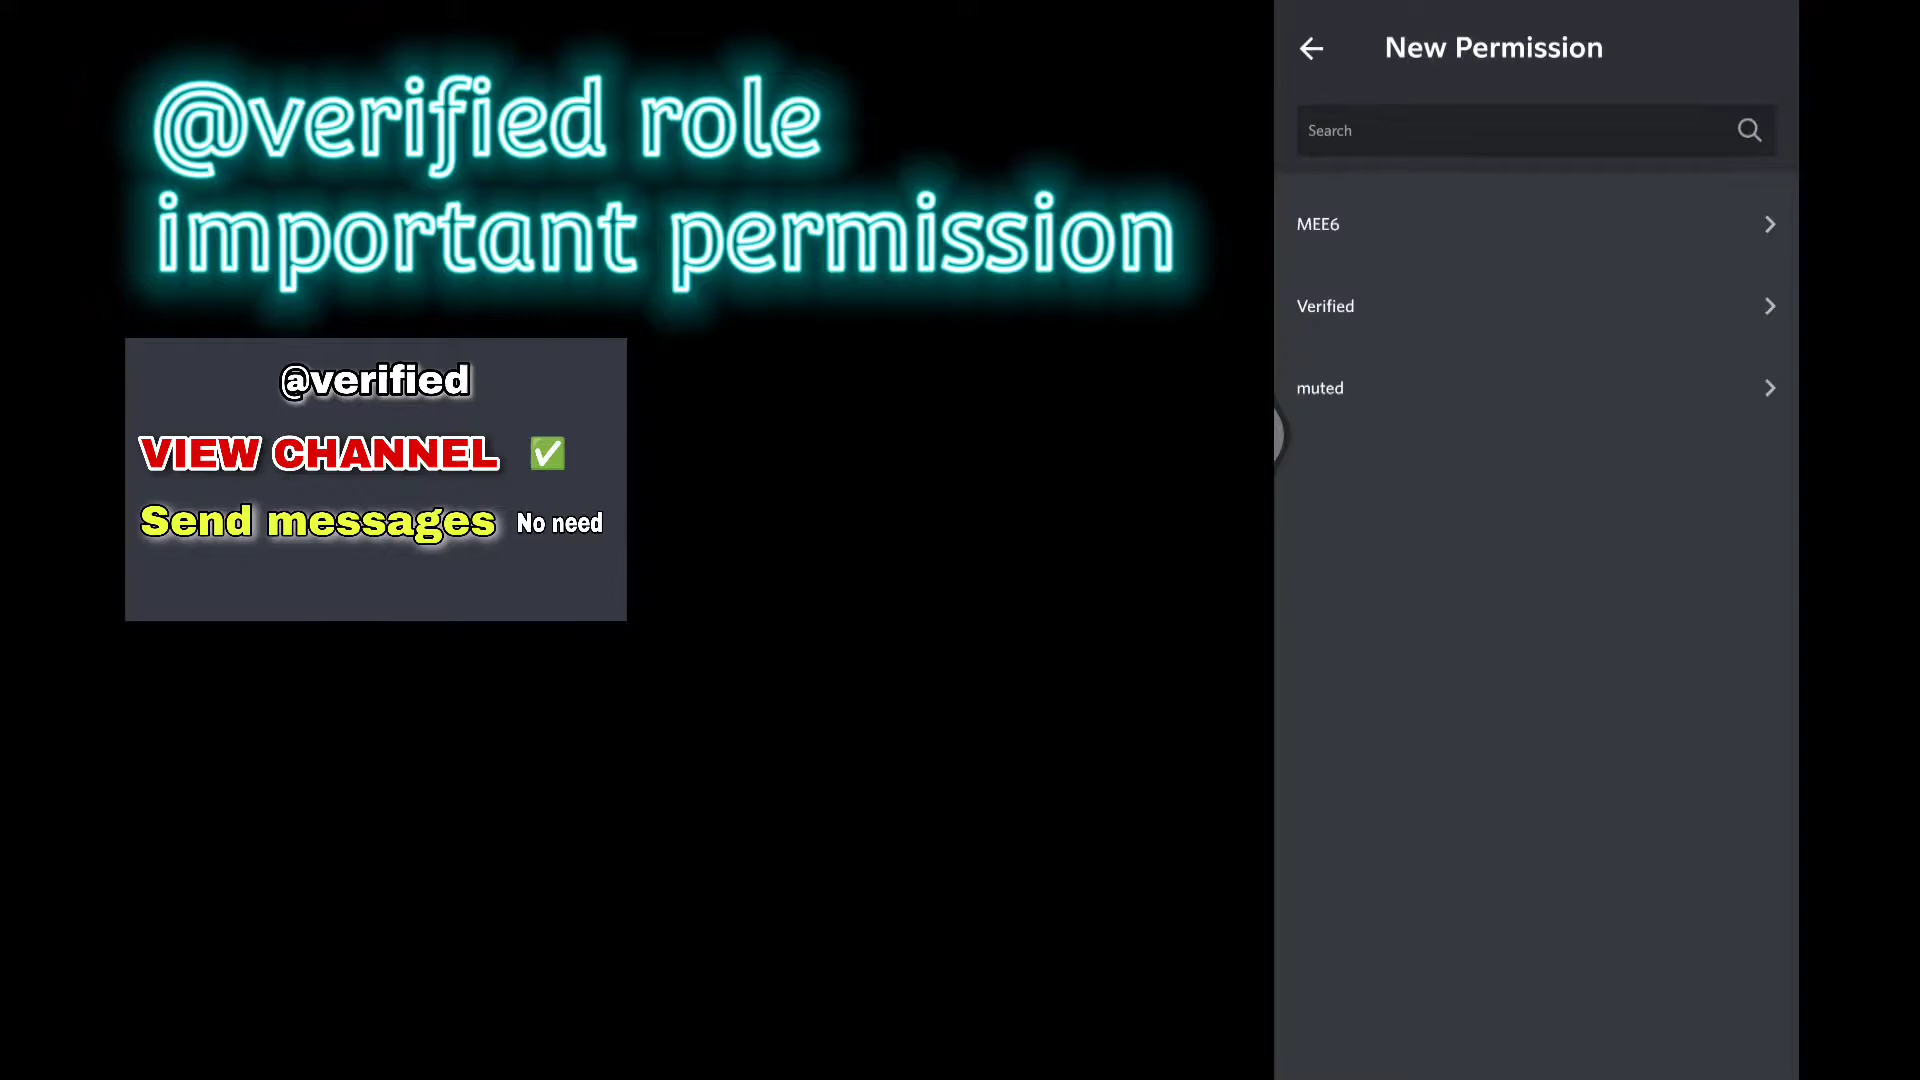 @verified role
important permission
@verified
VIEW CHANNEL ✅
Send messages No need
New Permission
Search
MEE6
Verified
muted